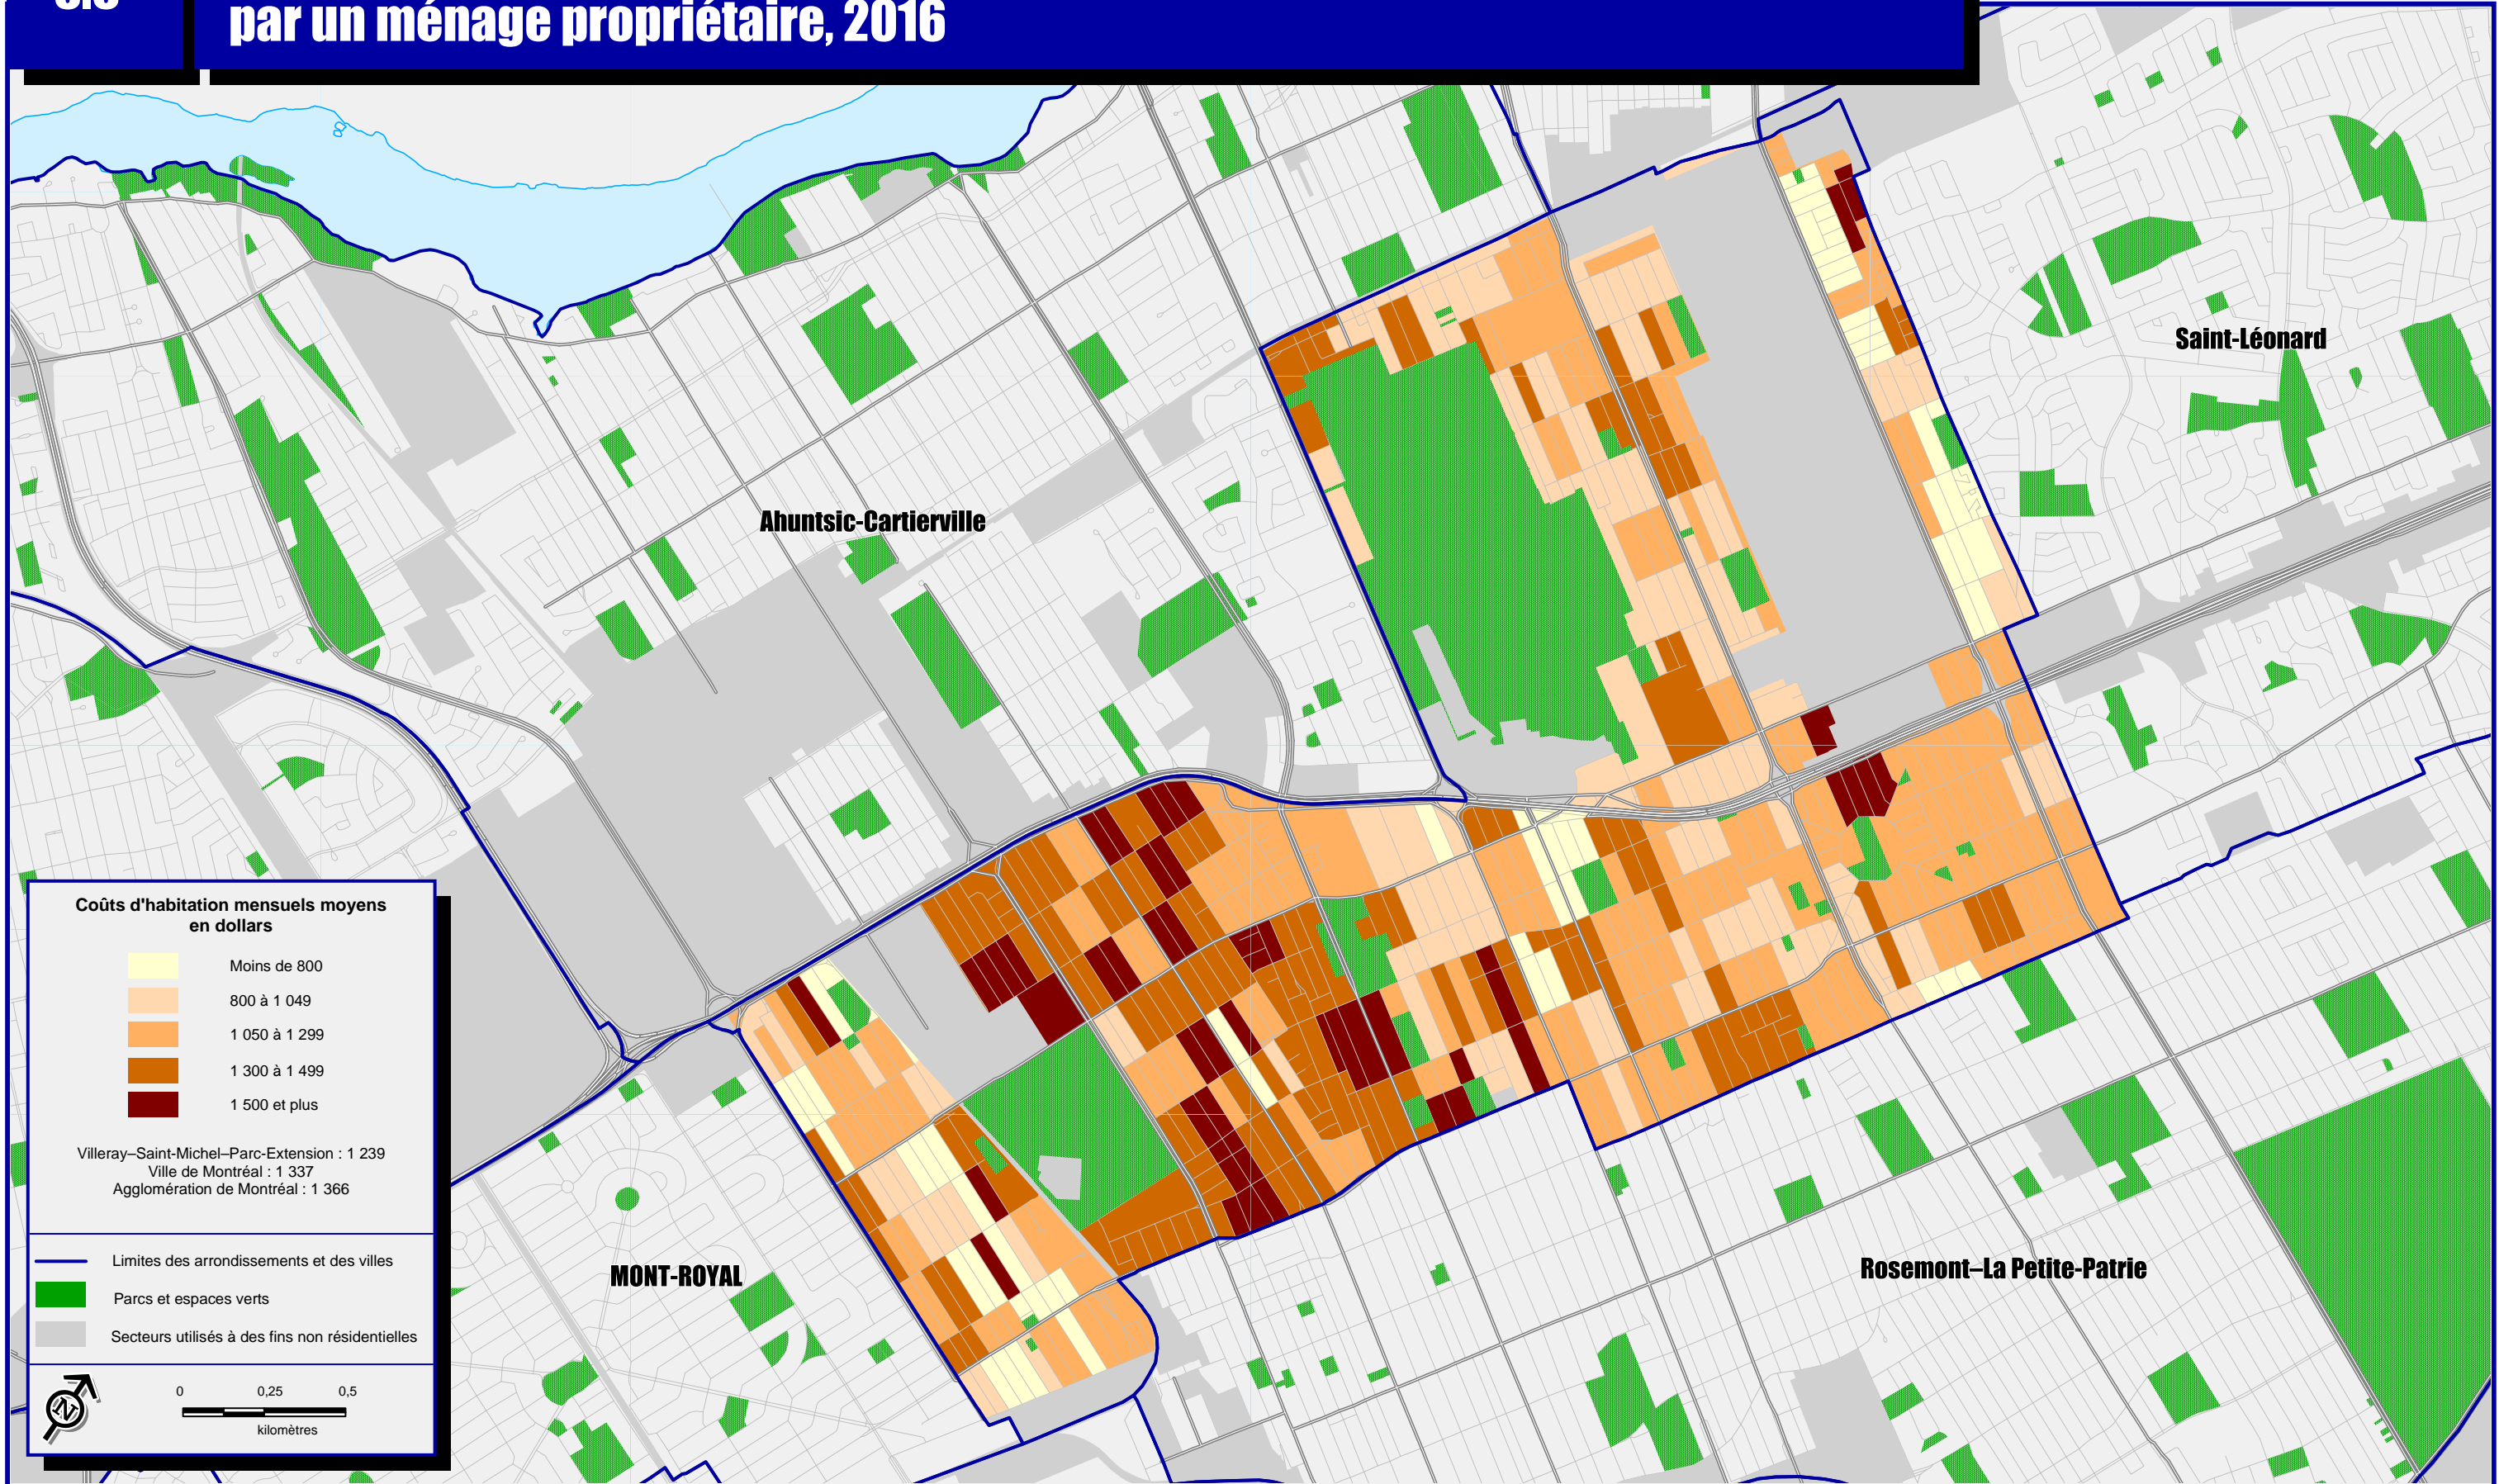 par un ménage propriétaire, 2016
Saint-Léonard
Ahuntsic-Cartierville
MONT-ROYAL
Rosemont–La Petite-Patrie
Coûts d'habitation mensuels moyens
en dollars
Moins de 800
800 à 1 049
1 050 à 1 299
1 300 à 1 499
1 500 et plus
Villeray–Saint-Michel–Parc-Extension : 1 239
Ville de Montréal : 1 337
Agglomération de Montréal : 1 366
Limites des arrondissements et des villes
Parcs et espaces verts
Secteurs utilisés à des fins non résidentielles
N
0 0,25 0,5
kilomètres